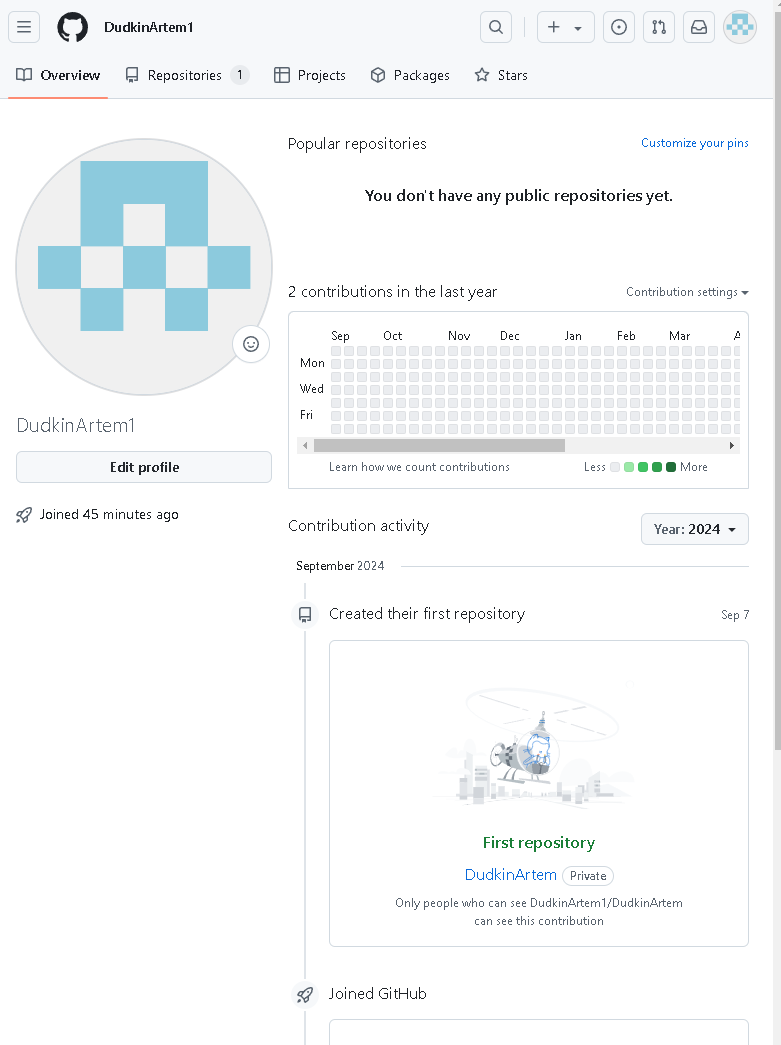 DudkinArtem1
Overview Repositories 1 Projects Packages Stars
Popular repositories Customize your pins
You don't have any public repositories yet.
2 contributions in the last year Contribution settings
Sep Oct Nov Dec Jan Feb Mar
Mon
Wed
Fri
Learn how we count contributions Less More
DudkinArtem1
Edit profile
Joined 45 minutes ago
Contribution activity Year: 2024
September 2024
Created their first repository Sep 7
First repository
DudkinArtem Private
Only people who can see DudkinArtem1/DudkinArtem
can see this contribution
Joined GitHub